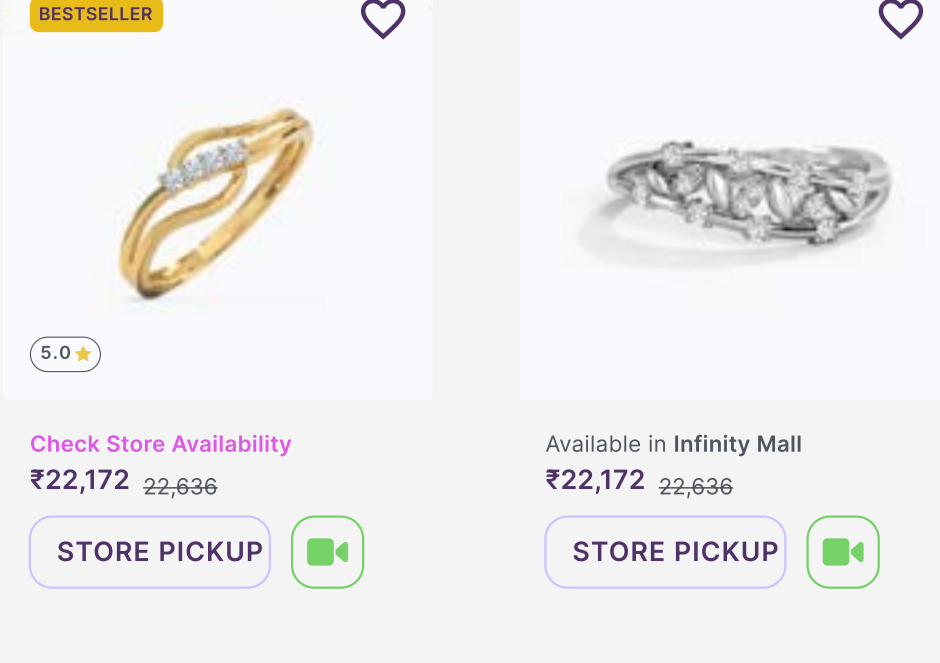 BESTSELLER
5.0
Check Store Availability
₹22,172 22,636
STORE PICKUP
Available in Infinity Mall
₹22,172 22,636
STORE PICKUP